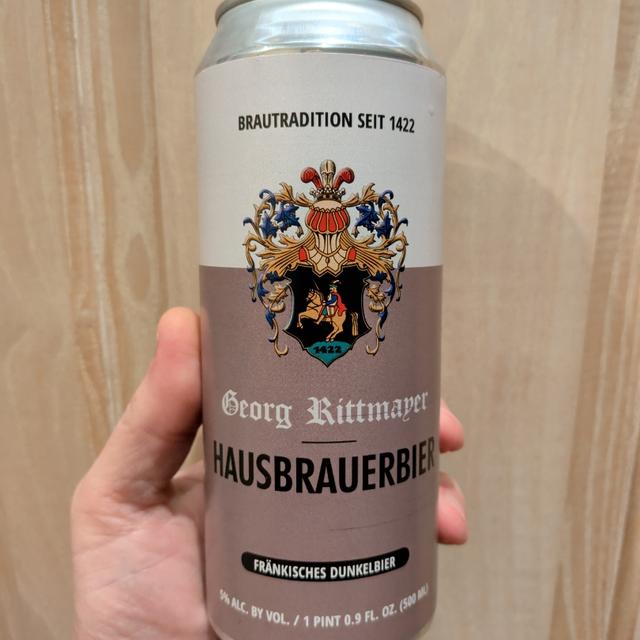 BRAUTRADITION SEIT 1422
1422
Georg Rittmayer
HAUSBRAUERBIER
FRÄNKISCHES DUNKELBIER
5% ALC. BY VOL. / 1 PINT 0.9 FL. OZ. (500 ML)